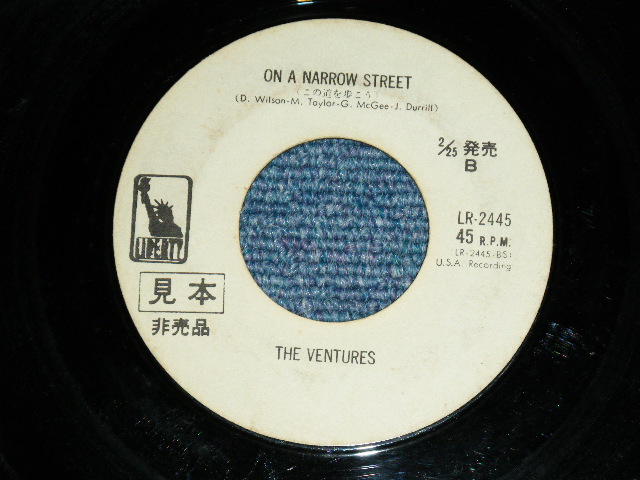 ON A NARROW STREET
(この道を歩こう)
(D. Wilson-M. Taylor-G. McGee-J. Durrill)
2/25 発売
B
LR-2445
45 R.P.M.
(LR-2445-BS)
U.S.A. Recording
LIBERTY
見本
非売品
THE VENTURES